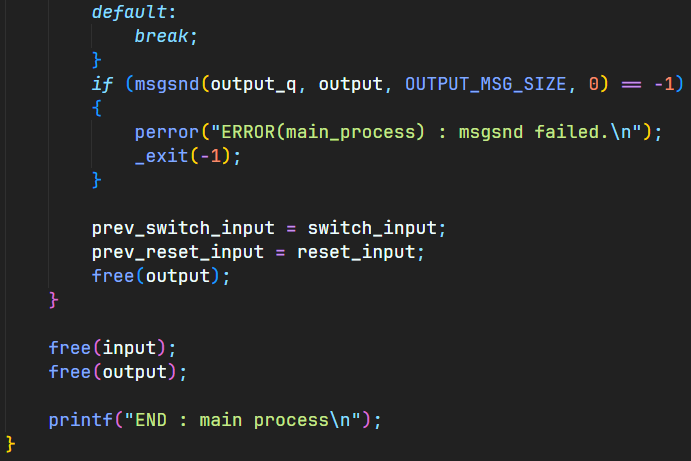 default:
break;
}
if (msgsnd(output_q, output, OUTPUT_MSG_SIZE, 0) == -1)
{
perror("ERROR(main_process) : msgsnd failed.\n");
_exit(-1);
}
prev_switch_input = switch_input;
prev_reset_input = reset_input;
free(output);
}
free(input);
free(output);
printf("END : main process\n");
}